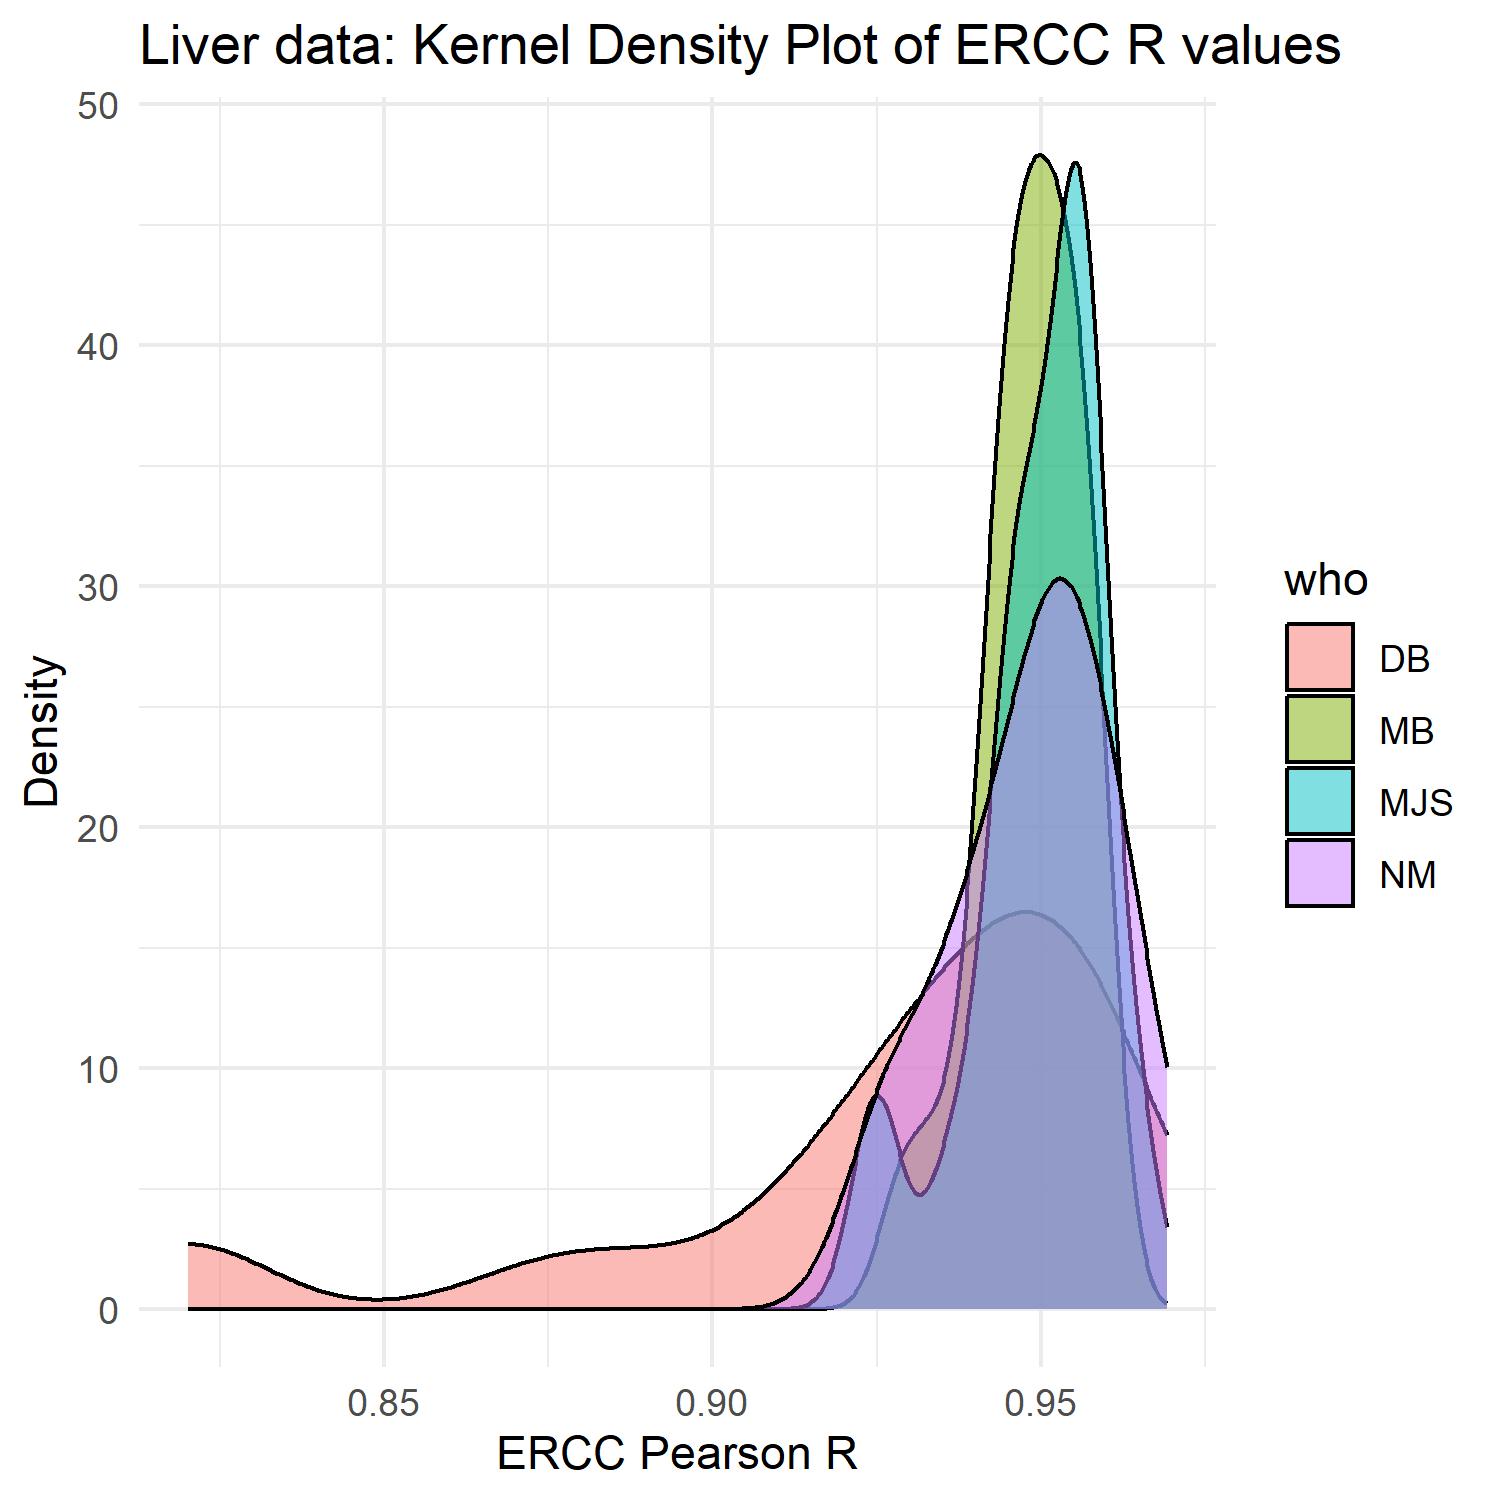 Liver data: Kernel Density Plot of ERCC R values
50
40
30
20
10
0
Density
0.85
0.90
0.95
ERCC Pearson R
who
DB
MB
MJS
NM